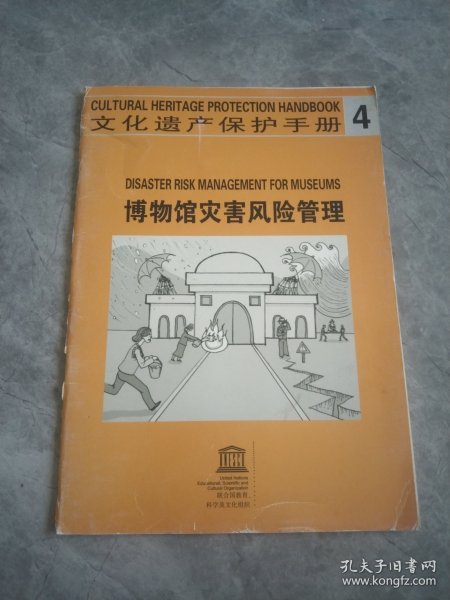 CULTURAL HERITAGE PROTECTION HANDBOOK
文化遗产保护手册
4
DISASTER RISK MANAGEMENT FOR MUSEUMS
博物馆灾害风险管理
United Nations
Educational, Scientific and
Cultural Organization
联合国教育、
科学及文化组织
孔夫子旧书网
www.kongfz.com